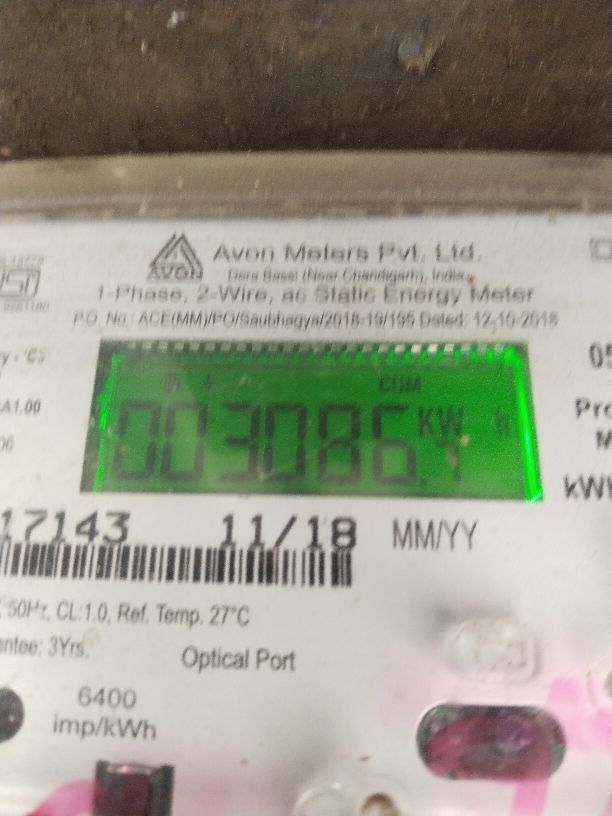 AVON
Avon Meters Pvt. Ltd.
Dera Bassi (Near Chandigarh), India
1-Phase, 2-Wire, ac Static Energy Meter
P.O. No.: ACE(MM)/PO/Saubhagya/2018-19/195 Dated: 12-10-2018
CUM
003086. KW h
17143 11/18 MM/YY
50Hz, CL:1.0, Ref. Temp. 27°C
3Yrs.
Optical Port
6400
imp/kWh